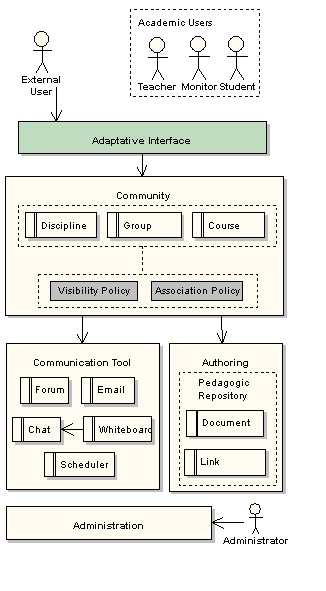 Academic Users
Teacher Monitor Student
External
User
Adaptative Interface
Community
Discipline Group Course
Visibility Policy Association Policy
Communication Tool
Forum Email
Chat Whiteboard
Scheduler
Authoring
Pedagogic
Repository
Document
Link
Administration
Administrator